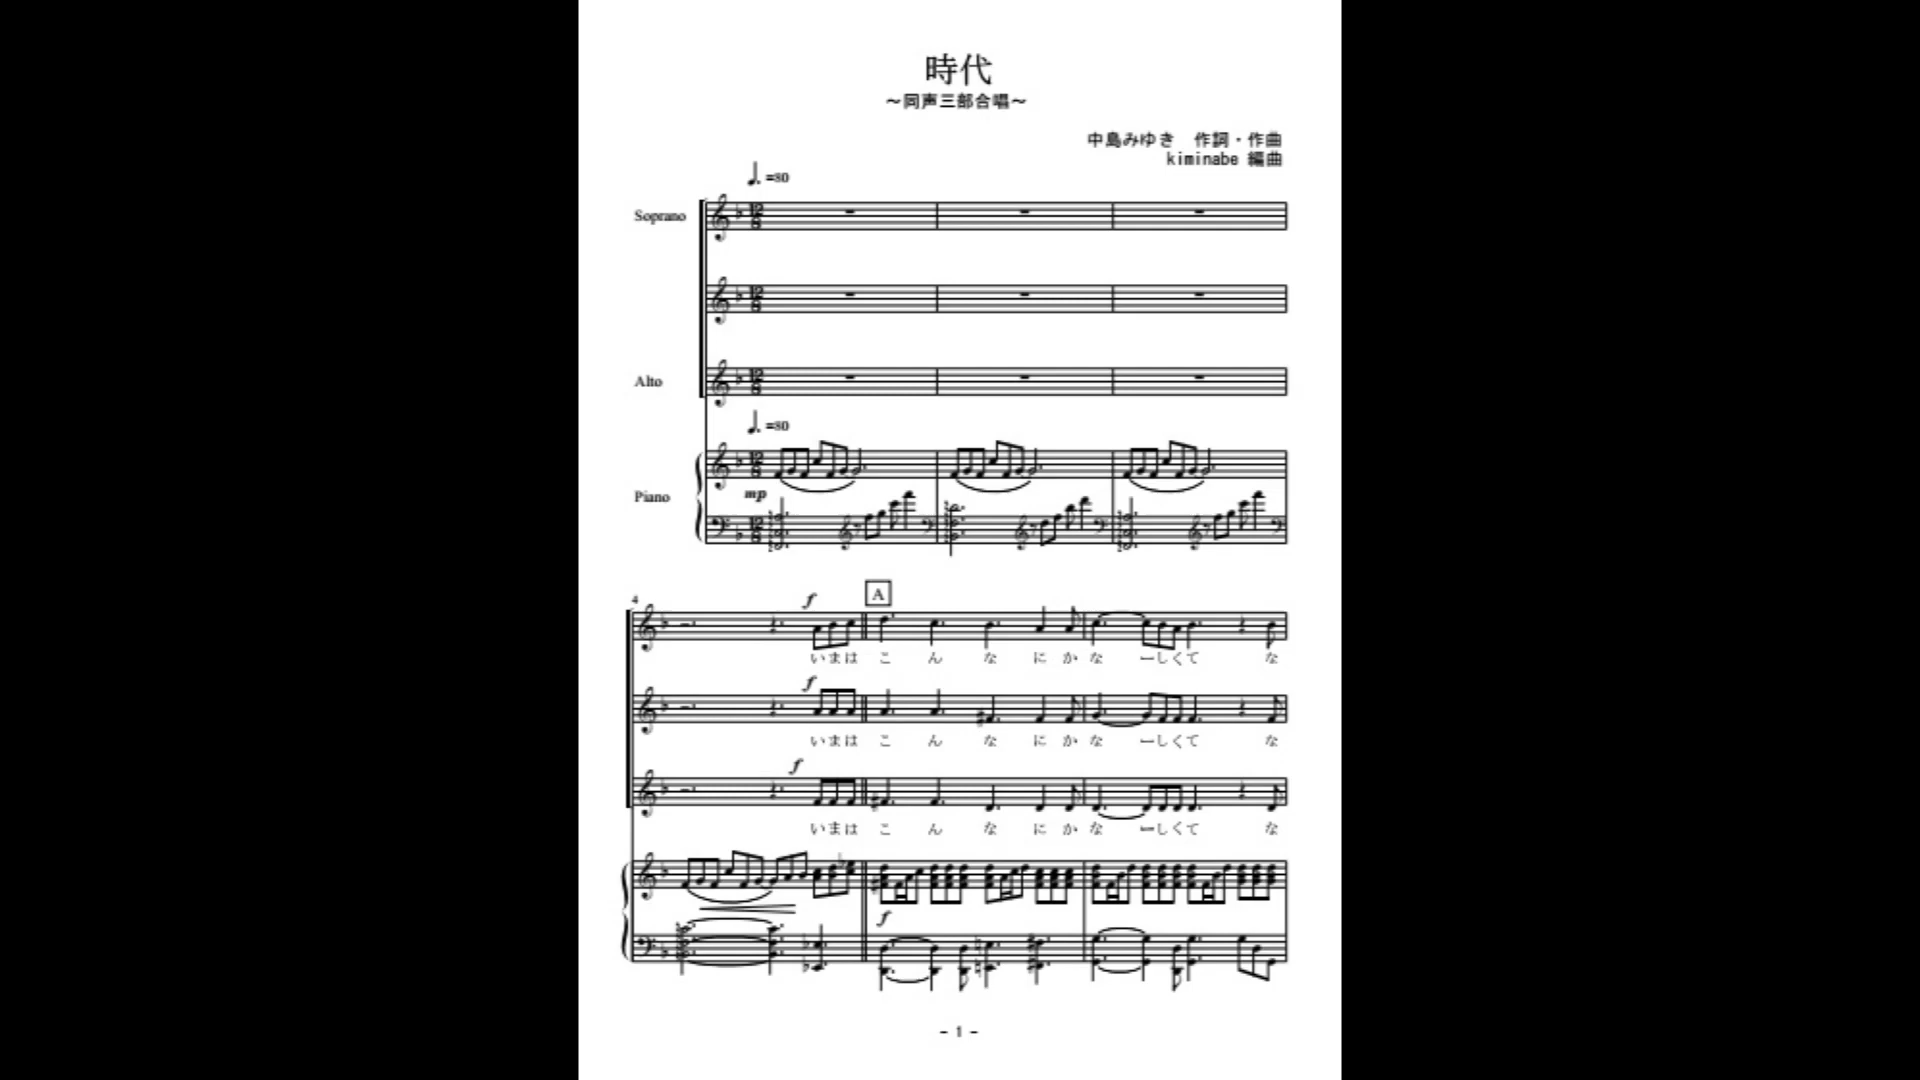 時代
~同声三部合唱~
中島みゆき 作詞・作曲
kiminabe 編曲
♩. =80
Soprano
Alto
♩. =80
Piano
mp
4
f
A
いまは こ ん な に か な ーしくて な
f
いまは こ ん な に か な ーしくて な
f
いまは こ ん な に か な ーしくて な
f
- 1 -